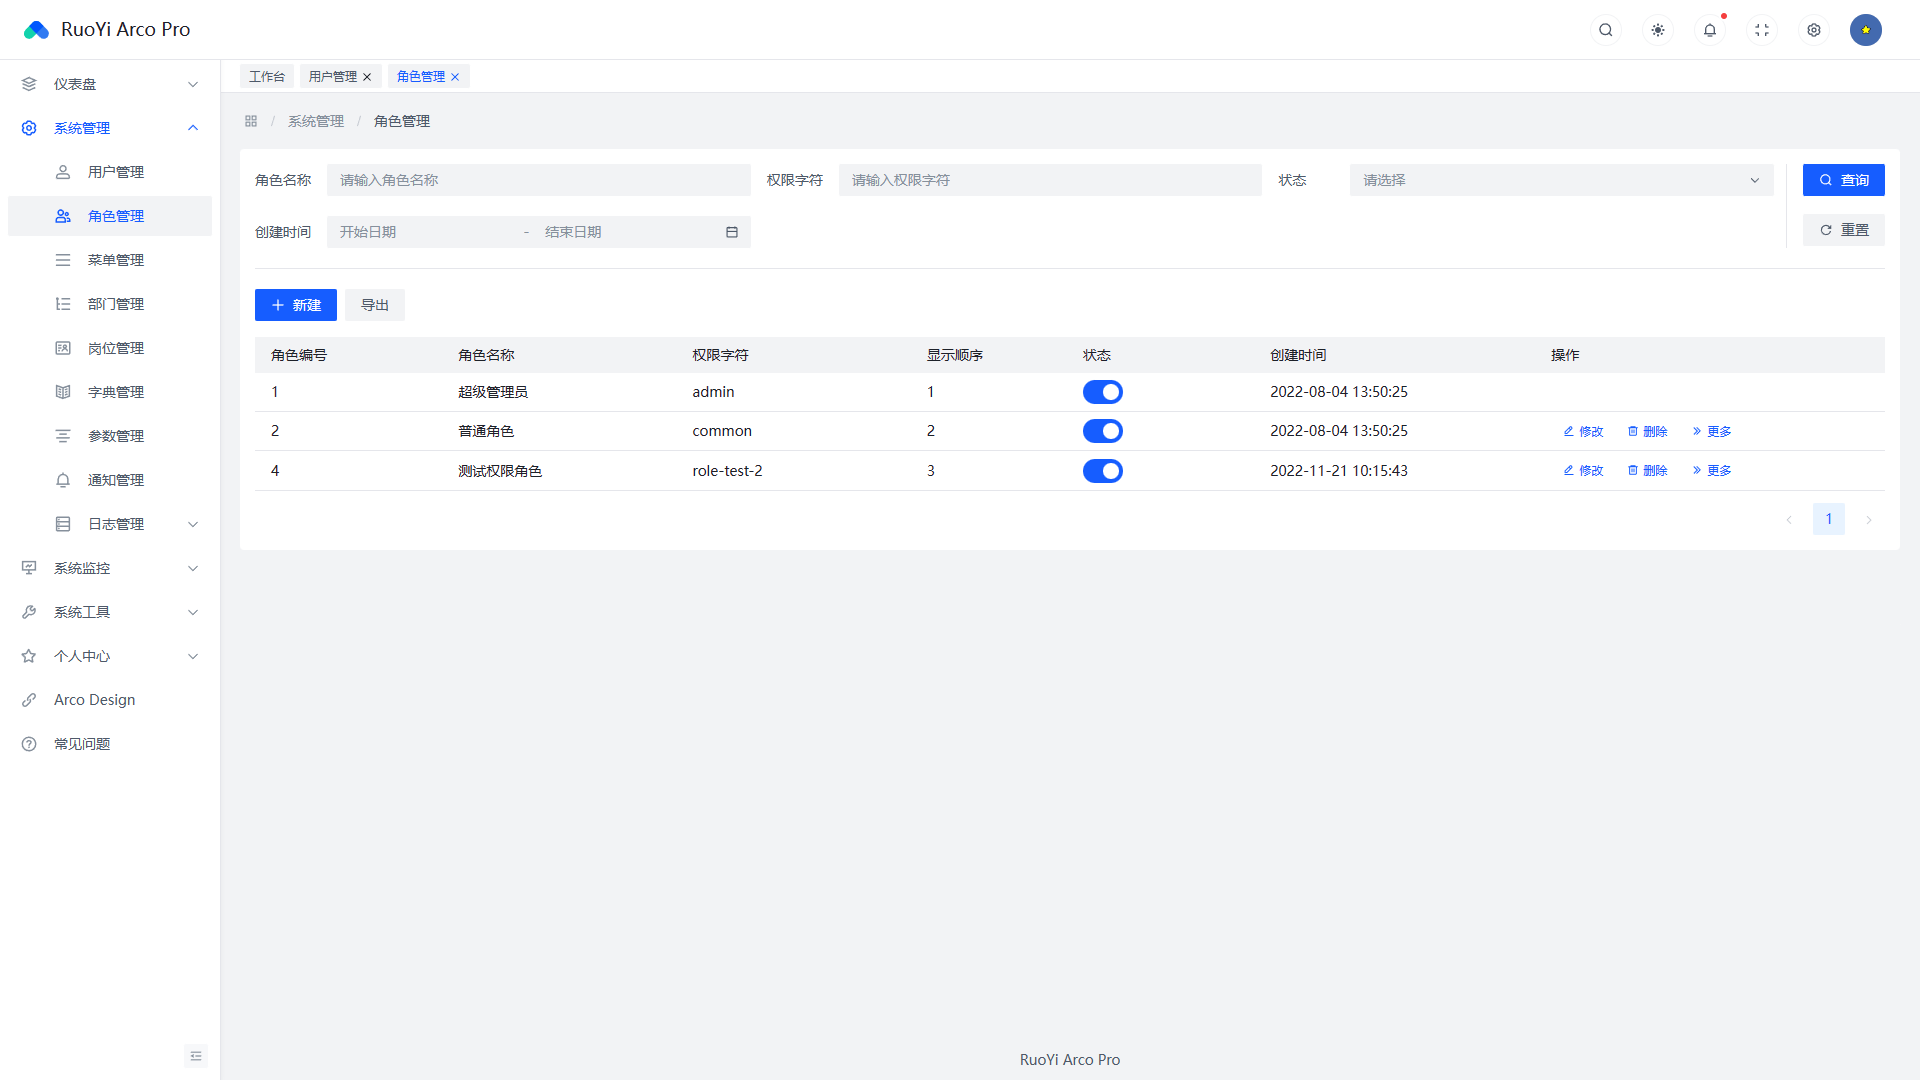 RuoYi Arco Pro
仪表盘
系统管理
用户管理
角色管理
菜单管理
部门管理
岗位管理
字典管理
参数管理
通知管理
日志管理
系统监控
系统工具
个人中心
Arco Design
常见问题
工作台 用户管理 角色管理
/ 系统管理 / 角色管理
角色名称 请输入角色名称 权限字符 请输入权限字符 状态 请选择 查询
创建时间 开始日期 - 结束日期 重置
新建 导出
角色编号 角色名称 权限字符 显示顺序 状态 创建时间 操作
1 超级管理员 admin 1 2022-08-04 13:50:25
2 普通角色 common 2 2022-08-04 13:50:25 修改 删除 更多
4 测试权限角色 role-test-2 3 2022-11-21 10:15:43 修改 删除 更多
1
RuoYi Arco Pro